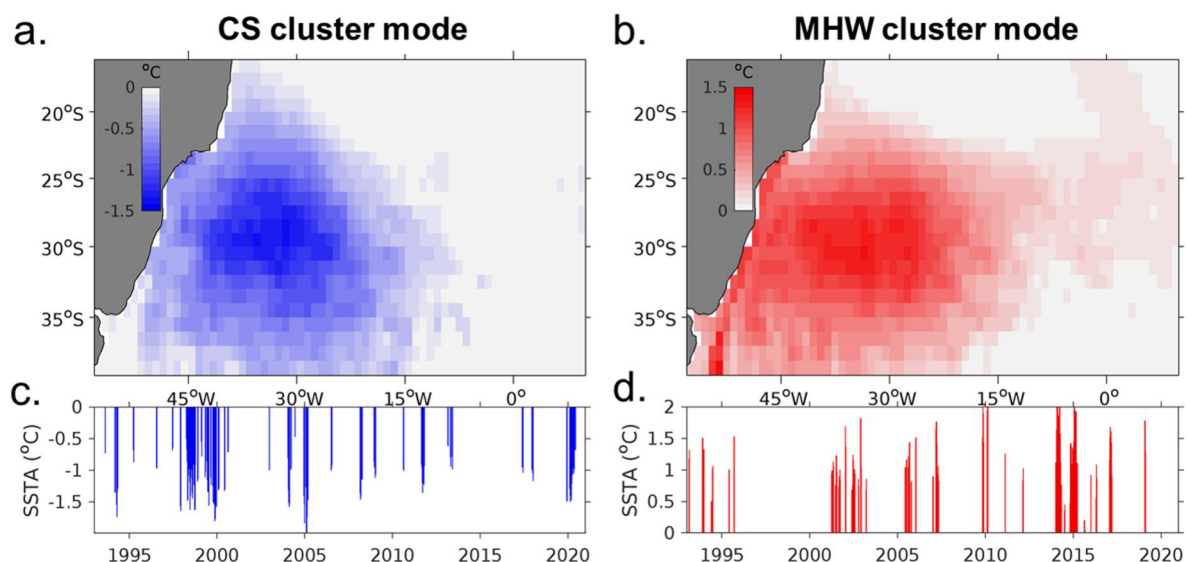 a. CS cluster mode
b. MHW cluster mode
°C
0
-0.5
-1
-1.5
20°S
25°S
30°S
35°S
45°W 30°W 15°W 0°
°C
1.5
1
0.5
0
20°S
25°S
30°S
35°S
45°W 30°W 15°W 0°
c.
SSTA (°C)
0
-0.5
-1
-1.5
1995 2000 2005 2010 2015 2020
d.
SSTA (°C)
2
1.5
1
0.5
0
1995 2000 2005 2010 2015 2020